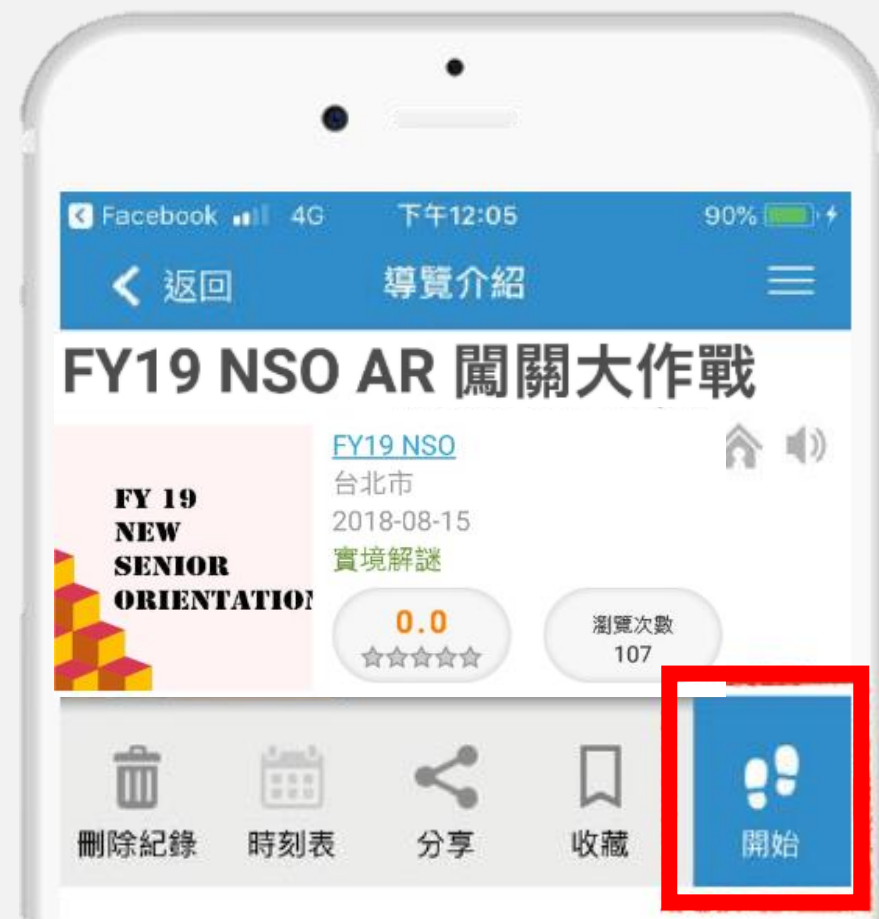 Facebook 4G 下午12:05 90%
返回 導覽介紹
FY19 NSO AR 闖關大作戰
FY19 NSO
台北市
2018-08-15
實境解謎
FY 19
NEW
SENIOR
ORIENTATION
0.0
瀏覽次數
107
刪除紀錄 時刻表 分享 收藏 開始